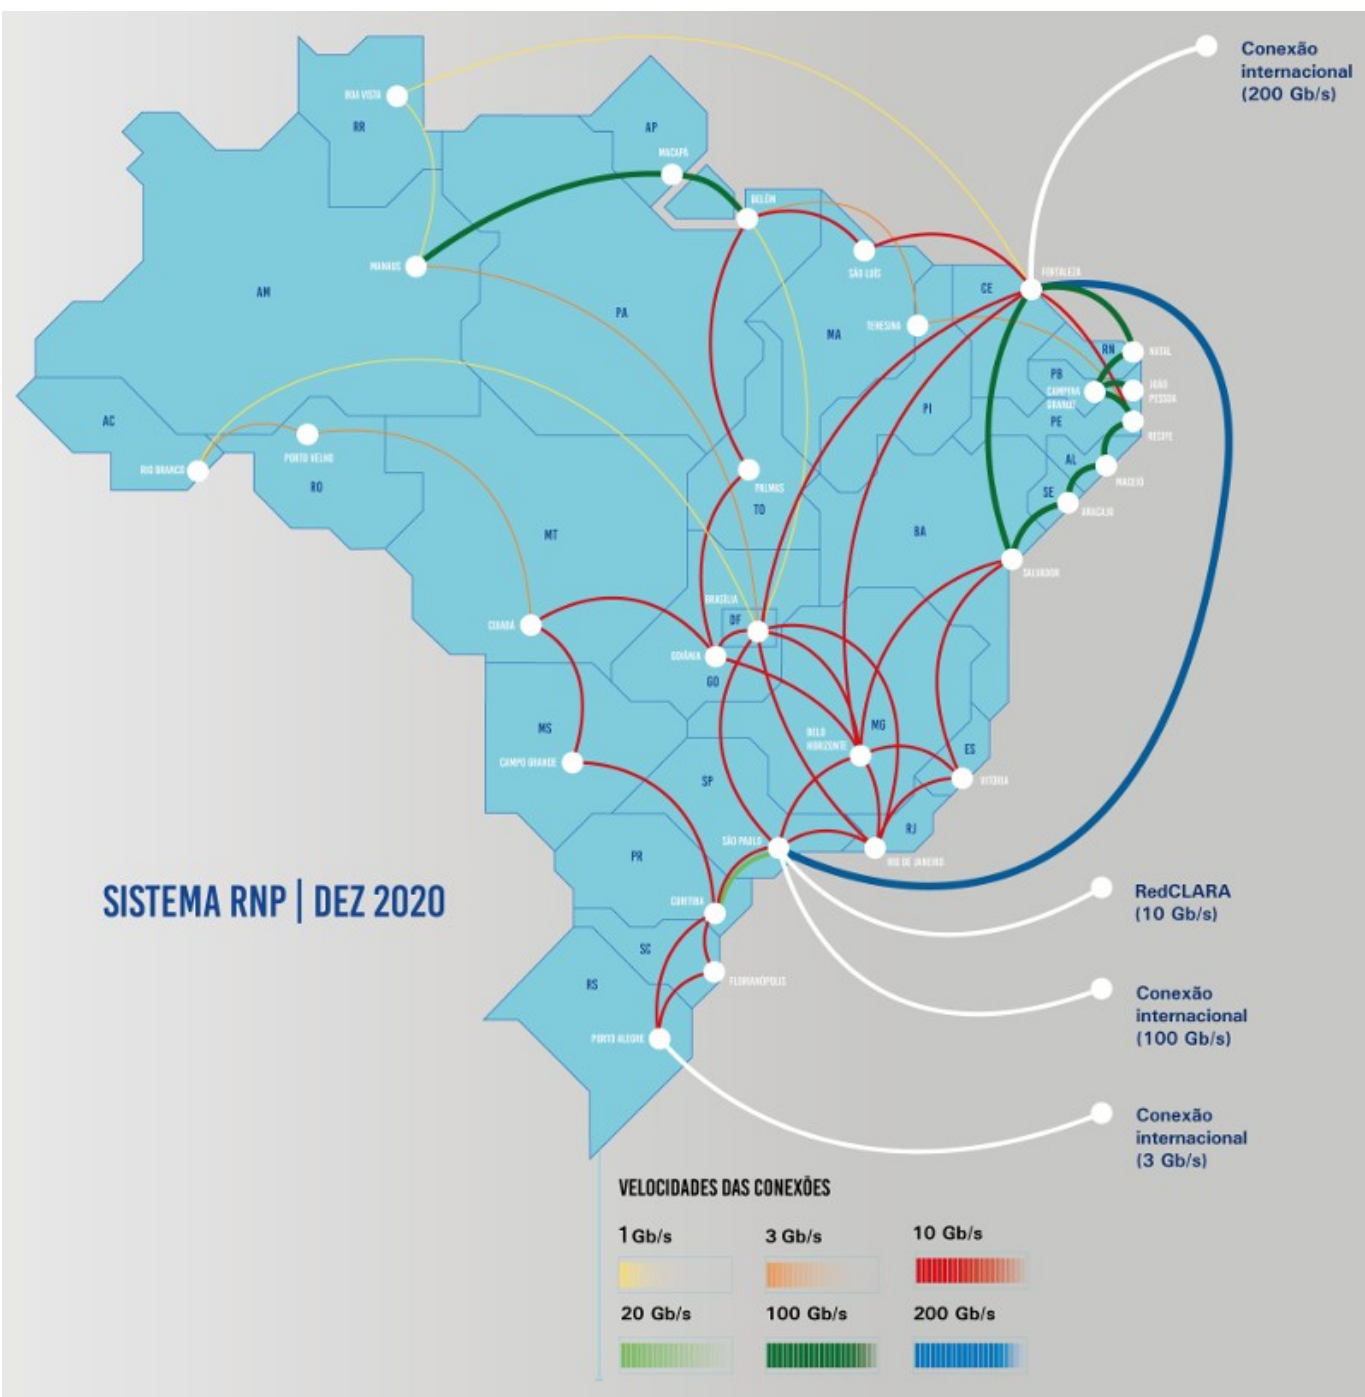 Conexão
internacional
(200 Gb/s)
BOA VISTA
RR
AP
MACAPÁ
BELÉM
MANAUS
SÃO LUÍS
FORTALEZA
CE
AM
PA
TERESINA
MA
RN
NATAL
PB
CAMPINA
GRANDE
JOÃO
PESSOA
PI
PE
RECIFE
AC
PORTO VELHO
RIO BRANCO
RO
AL
MACEIÓ
PALMAS
TO
SE
ARACAJU
MT
BA
SALVADOR
BRASÍLIA
DF
CUIABÁ
GOIÂNIA
GO
MS
MG
BELO
HORIZONTE
ES
CAMPO GRANDE
SP
VITÓRIA
RJ
SÃO PAULO
RIO DE JANEIRO
PR
SISTEMA RNP | DEZ 2020
CURITIBA
RedCLARA
(10 Gb/s)
SC
FLORIANÓPOLIS
RS
Conexão
internacional
(100 Gb/s)
PORTO ALEGRE
Conexão
internacional
(3 Gb/s)
VELOCIDADES DAS CONEXÕES
1 Gb/s
3 Gb/s
10 Gb/s
20 Gb/s
100 Gb/s
200 Gb/s